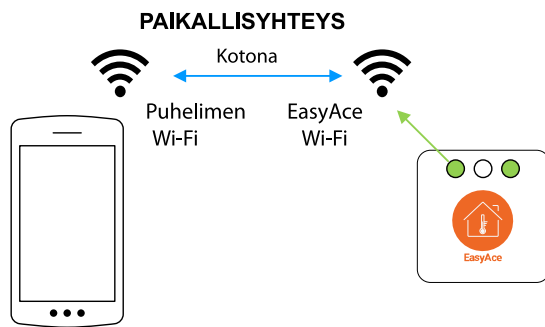 PAIKALLISYHTEYS
Kotona
Puhelimen
Wi-Fi
EasyAce
Wi-Fi
EasyAce